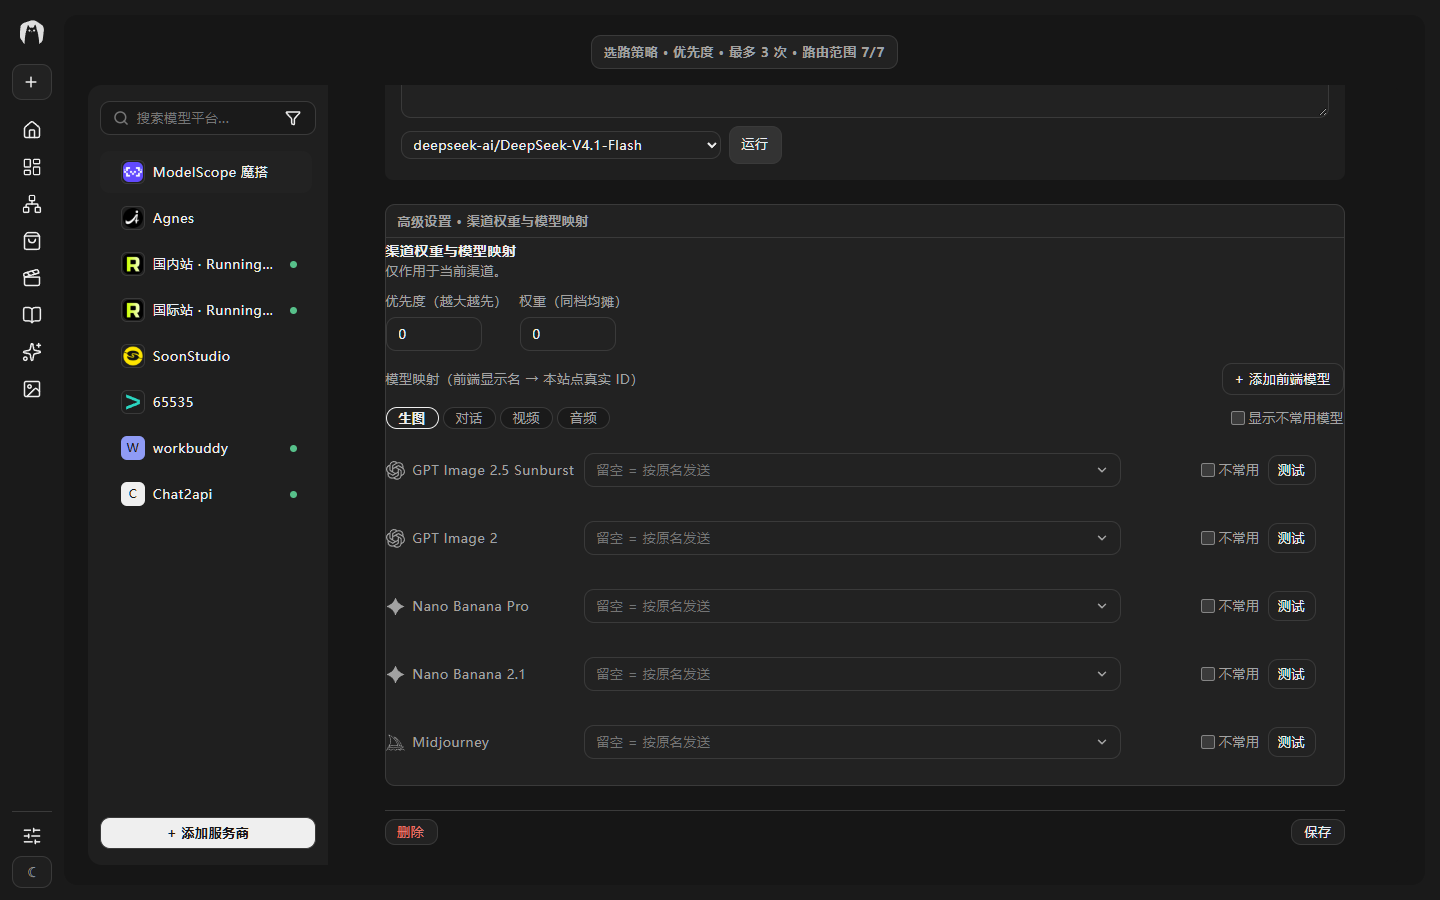 选路策略 • 优先度 • 最多 3 次 • 路由范围 7/7
搜索模型平台...
ModelScope 魔搭
Agnes
国内站 · Running...
国际站 · Running...
SoonStudio
65535
W workbuddy
C Chat2api
+ 添加服务商
deepseek-ai/DeepSeek-V4.1-Flash
运行
高级设置 • 渠道权重与模型映射
渠道权重与模型映射
仅作用于当前渠道。
优先度（越大越先） 权重（同档均摊）
0 0
模型映射（前端显示名 → 本站点真实 ID） + 添加前端模型
生图 对话 视频 音频 显示不常用模型
GPT Image 2.5 Sunburst 留空 = 按原名发送 不常用 测试
GPT Image 2 留空 = 按原名发送 不常用 测试
Nano Banana Pro 留空 = 按原名发送 不常用 测试
Nano Banana 2.1 留空 = 按原名发送 不常用 测试
Midjourney 留空 = 按原名发送 不常用 测试
删除 保存